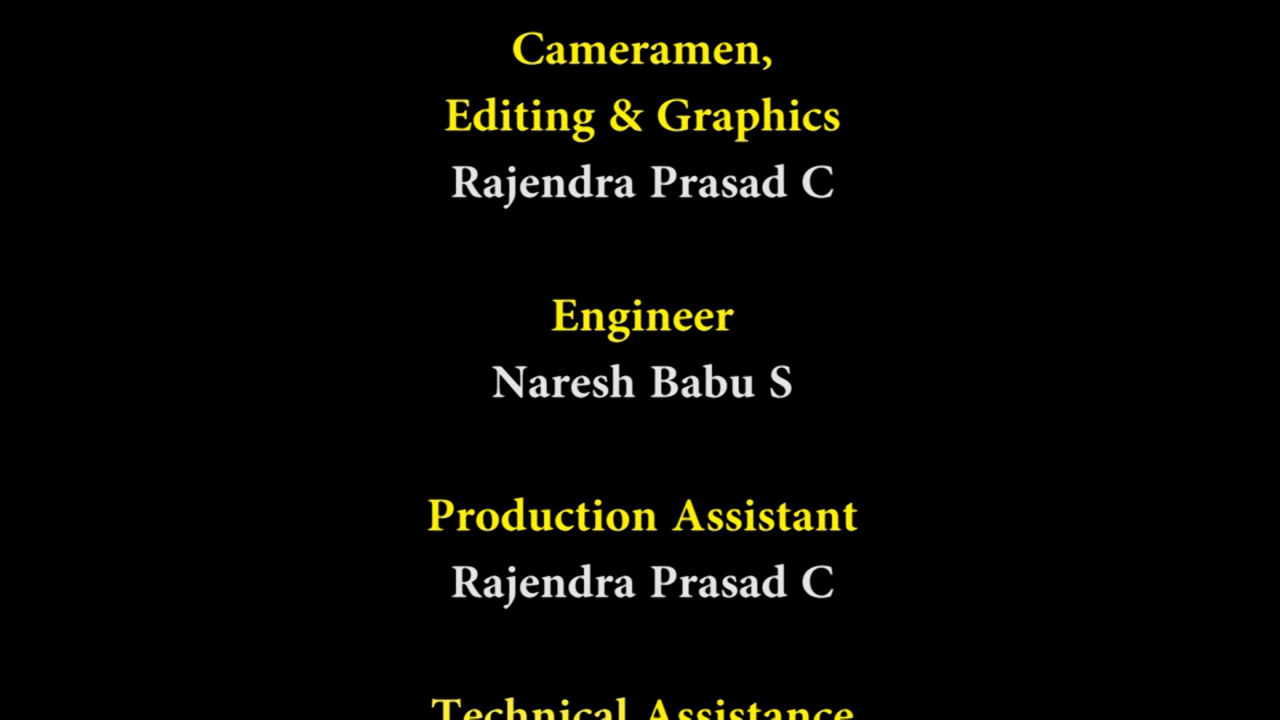 Cameramen,
Editing & Graphics
Rajendra Prasad C
Engineer
Naresh Babu S
Production Assistant
Rajendra Prasad C
Technical Assistance